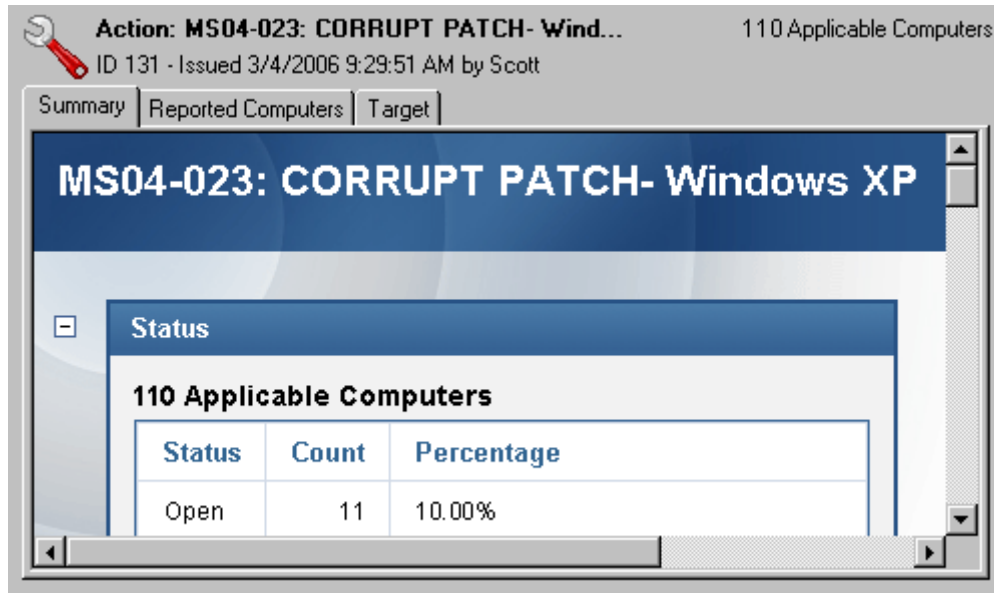 Action: MS04-023: CORRUPT PATCH- Wind... 110 Applicable Computers
ID 131 - Issued 3/4/2006 9:29:51 AM by Scott
Summary Reported Computers Target
MS04-023: CORRUPT PATCH- Windows XP
Status
110 Applicable Computers
Status Count Percentage
Open 11 10.00%